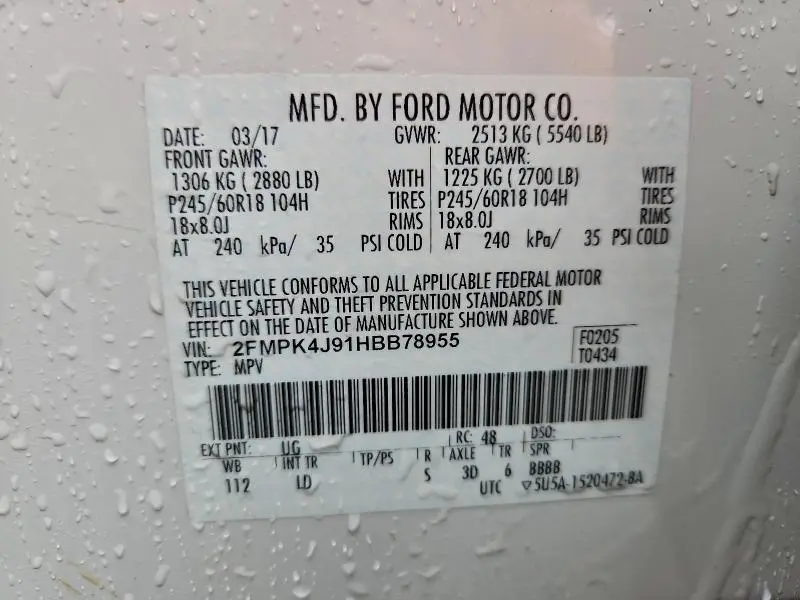 MFD. BY FORD MOTOR CO.
DATE: 03/17 GVWR: 2513 KG ( 5540 LB)
FRONT GAWR: REAR GAWR:
1306 KG ( 2880 LB) WITH 1225 KG ( 2700 LB) WITH
P245/60R18 104H TIRES P245/60R18 104H TIRES
18x8.0J RIMS 18x8.0J RIMS
AT 240 kPa/ 35 PSI COLD AT 240 kPa/ 35 PSI COLD
THIS VEHICLE CONFORMS TO ALL APPLICABLE FEDERAL MOTOR
VEHICLE SAFETY AND THEFT PREVENTION STANDARDS IN
EFFECT ON THE DATE OF MANUFACTURE SHOWN ABOVE.
VIN: 2FMPK4J91HBB78955 F0205
TYPE: MPV T0434
EXT PNT: UG RC: 48 DSO:
WB INT TR TP/PS R AXLE TR SPR
112 LD S 3D 6 BBBB
UTC ▽5U5A-1520472-BA